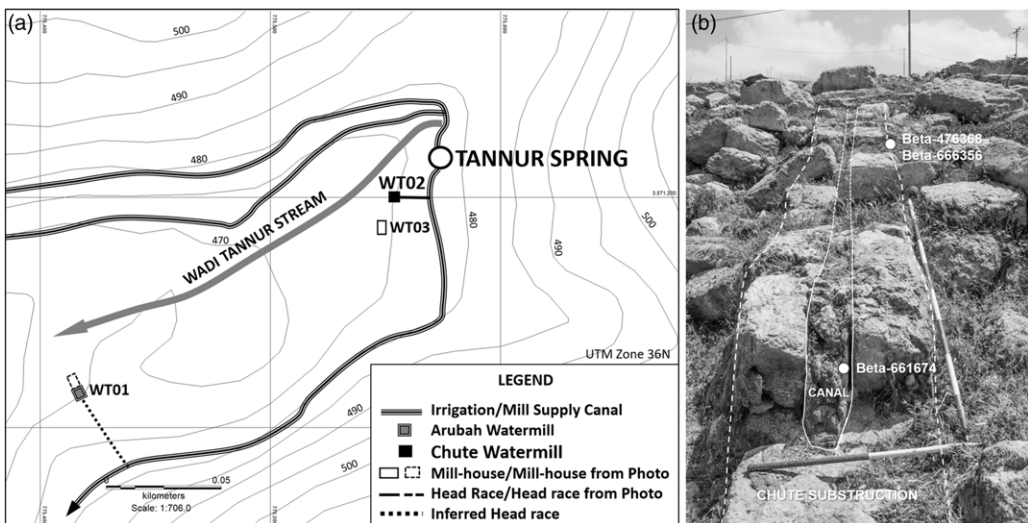 (a)
500
490
480
470
TANNUR SPRING
WT02
WT03
WADI TANNUR STREAM
480
490
500
WT01
490
500
UTM Zone 36N
0 0.05
kilometers
Scale: 1:706.0
LEGEND
Irrigation/Mill Supply Canal
Arubah Watermill
Chute Watermill
Mill-house/Mill-house from Photo
Head Race/Head race from Photo
Inferred Head race
(b)
Beta-476368
Beta-666356
Beta-661674
CANAL
CHUTE SUBSTRUCTION